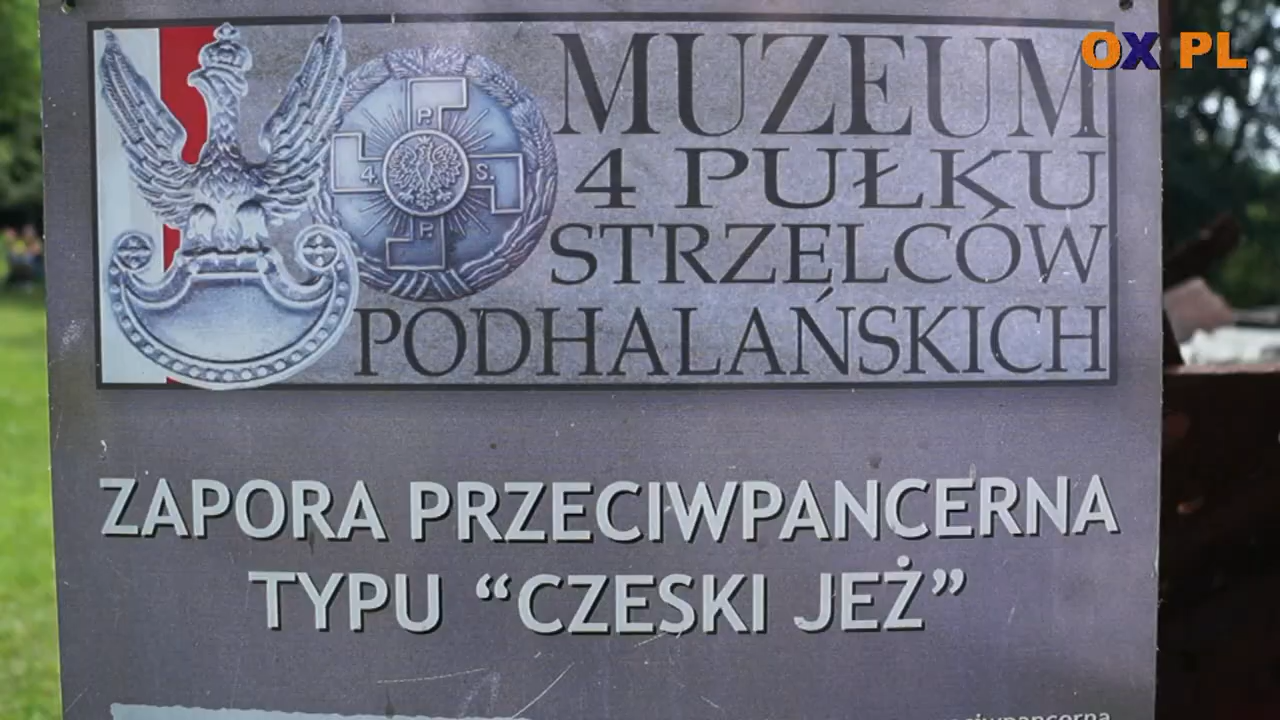 OX PL
MUZEUM
4 PUŁKU
STRZELCÓW
PODHALAŃSKICH
P.
4 S.
P.
ZAPORA PRZECIWPANCERNA
TYPU “CZESKI JEŻ”